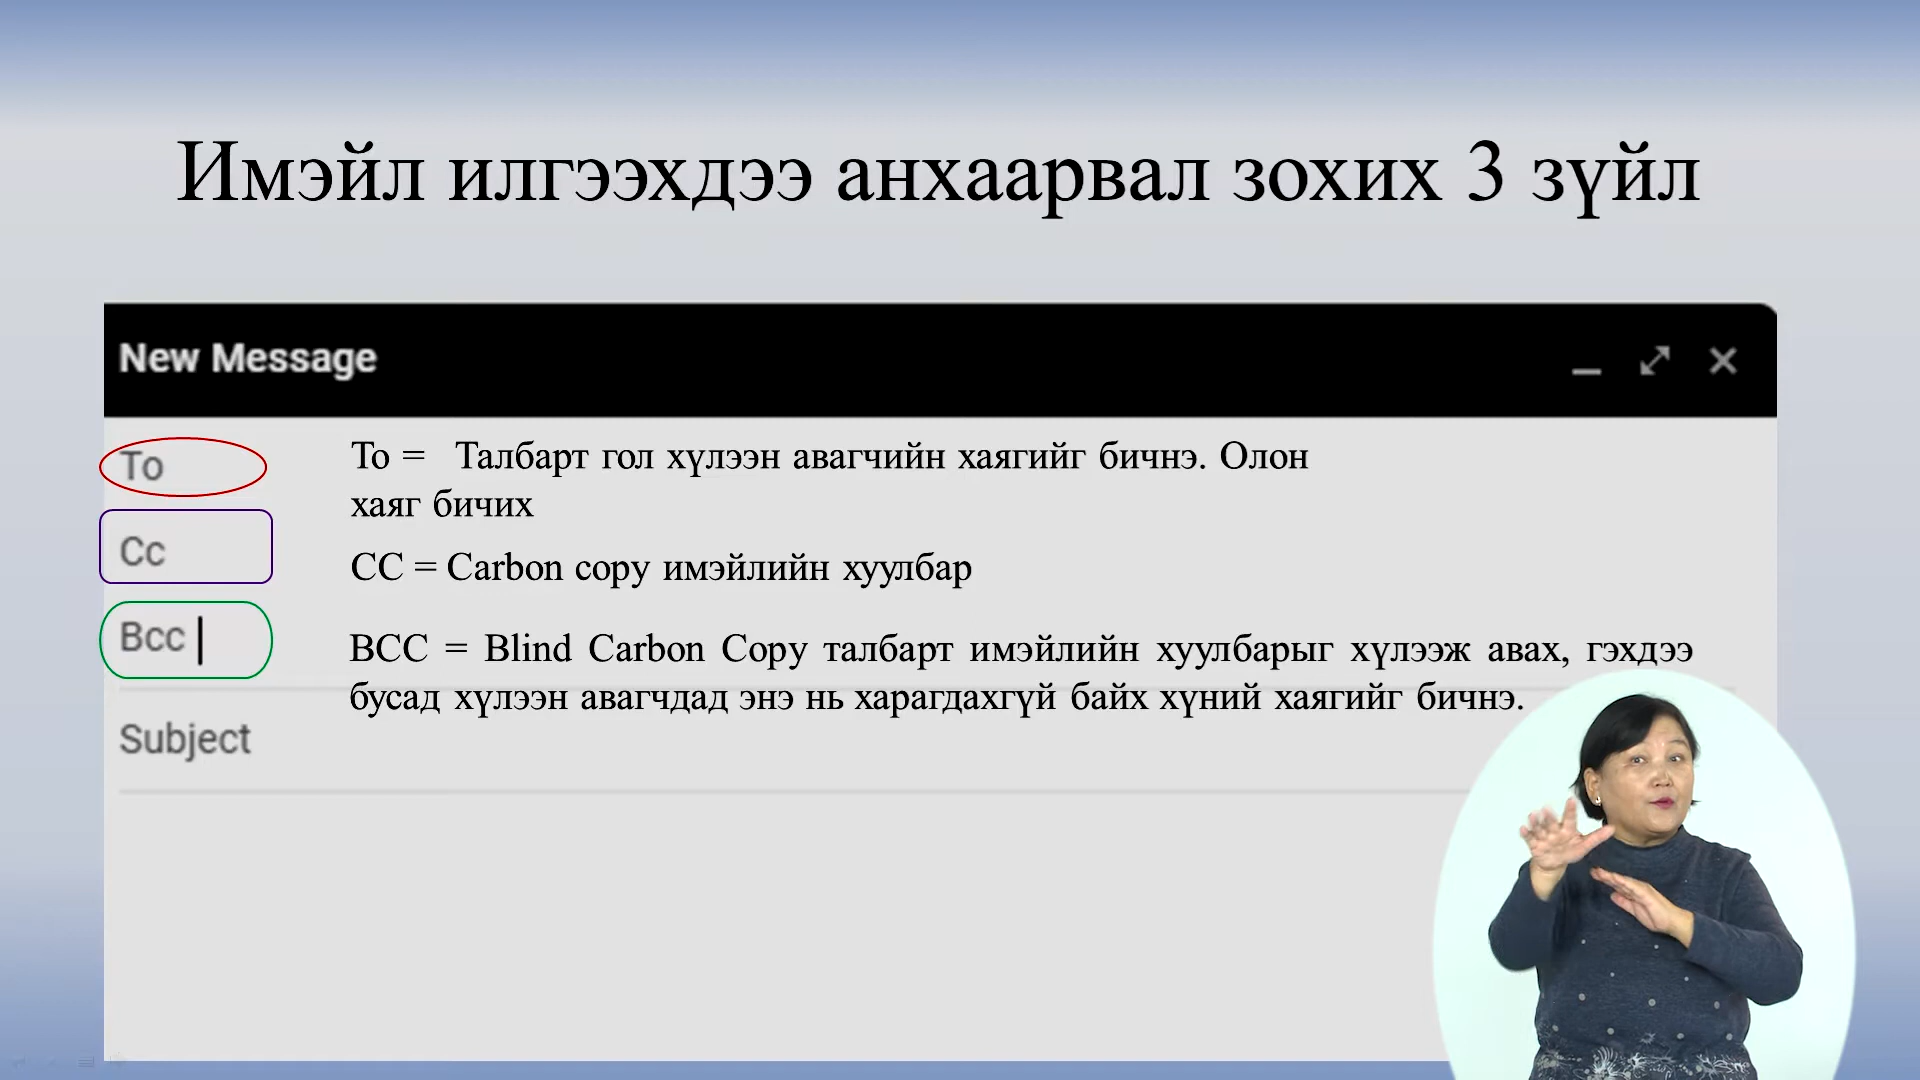 Имэйл илгээхдээ анхаарвал зохих 3 зүйл
New Message
To
To = Талбарт гол хүлээн авагчийн хаягийг бичнэ. Олон
хаяг бичих
Cc
CC = Carbon copy имэйлийн хуулбар
Bcc
BCC = Blind Carbon Copy талбарт имэйлийн хуулбарыг хүлээж авах, гэхдээ
бусад хүлээн авагчдад энэ нь харагдахгүй байх хүний хаягийг бичнэ.
Subject